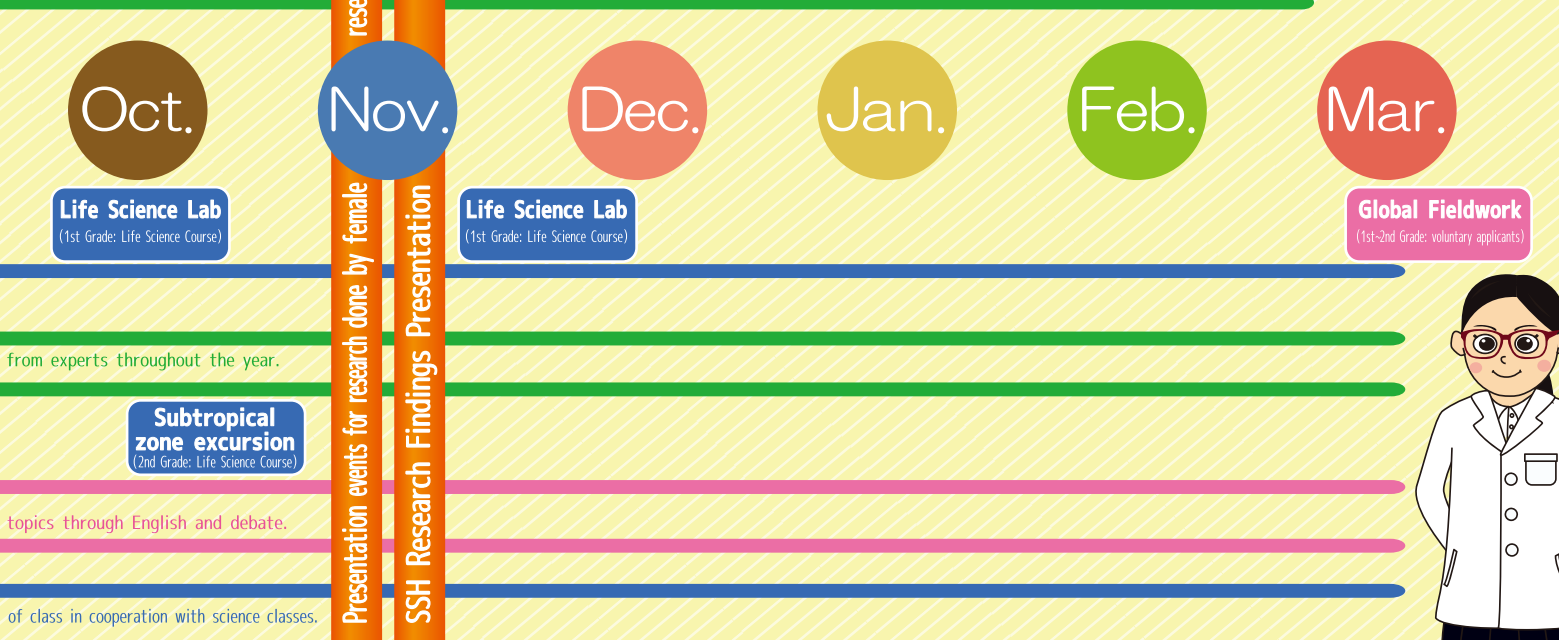 Oct.
Nov.
Dec.
Jan.
Feb.
Mar.
Life Science Lab
(1st Grade: Life Science Course)
Life Science Lab
(1st Grade: Life Science Course)
Global Fieldwork
(1st~2nd Grade: voluntary applicants)
from experts throughout the year.
Subtropical
zone excursion
(2nd Grade: Life Science Course)
topics through English and debate.
of class in cooperation with science classes.
Presentation events for research done by female rese
SSH Research Findings Presentation